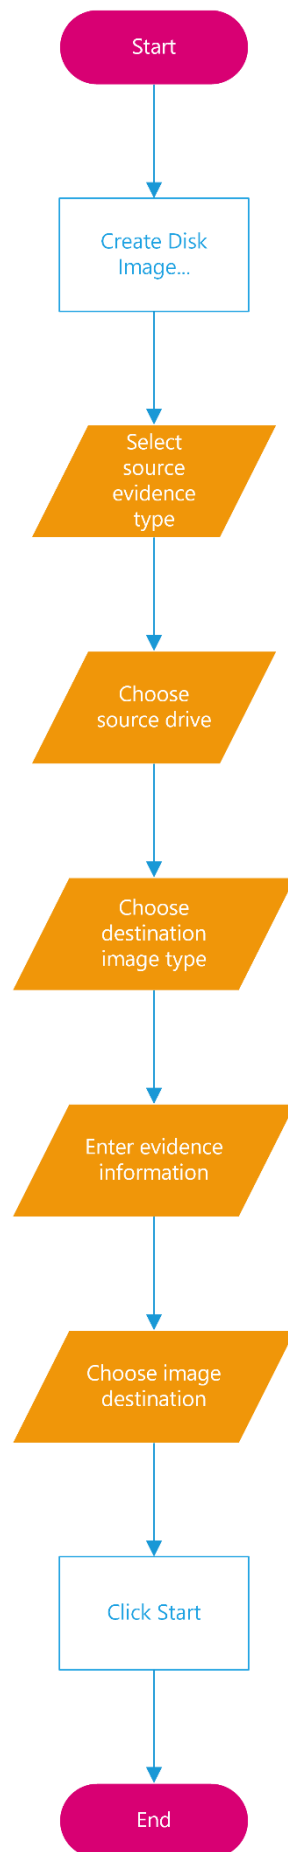 Start
Create Disk
Image...
Select
source
evidence
type
Choose
source drive
Choose
destination
image type
Enter evidence
information
Choose image
destination
Click Start
End